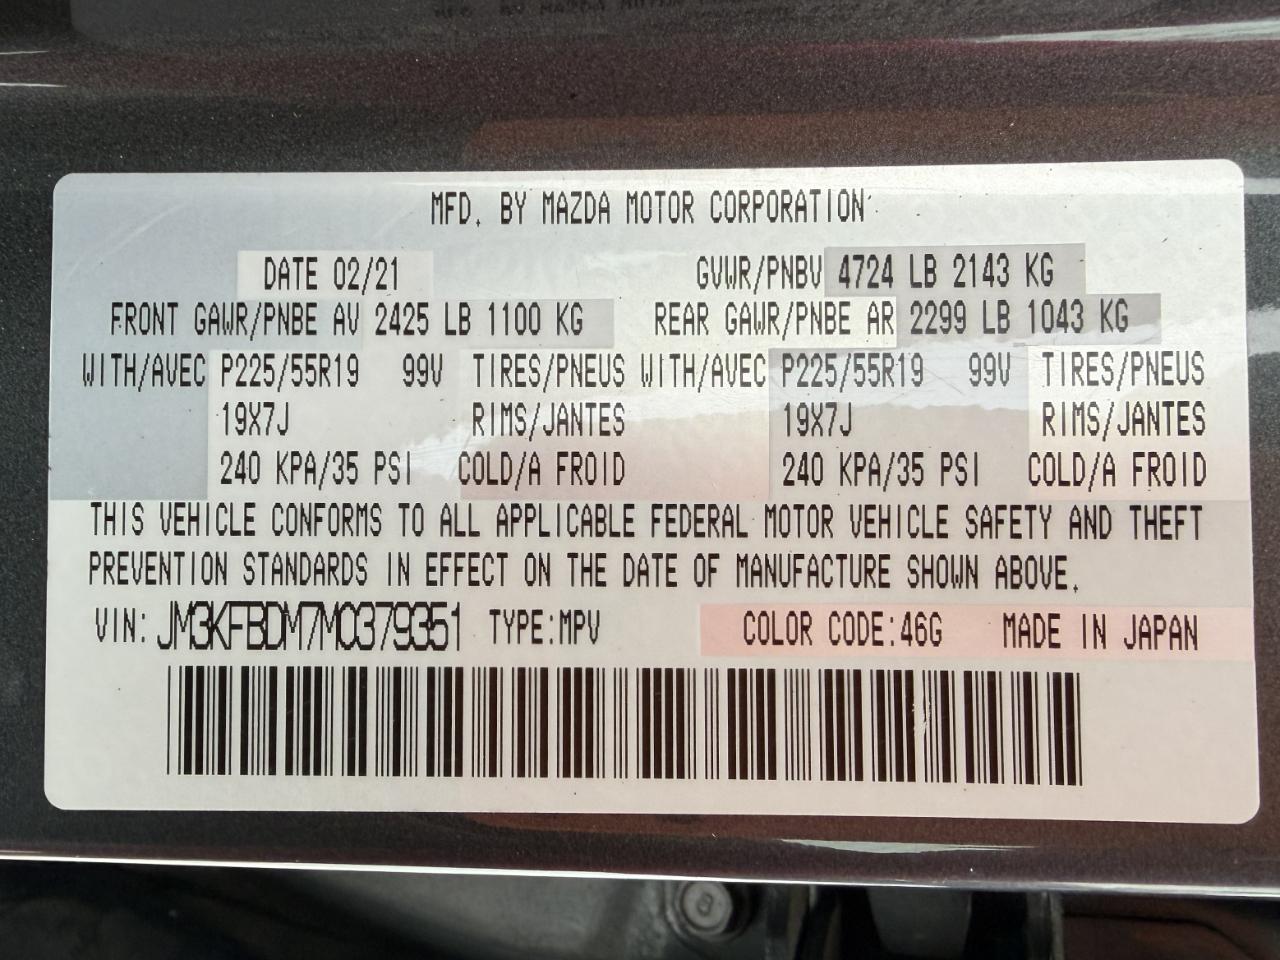 MFD. BY MAZDA MOTOR CORPORATION
DATE 02/21 GVWR/PNBV 4724 LB 2143 KG
FRONT GAWR/PNBE AV 2425 LB 1100 KG REAR GAWR/PNBE AR 2299 LB 1043 KG
WITH/AVEC P225/55R19 99V TIRES/PNEUS WITH/AVEC P225/55R19 99V TIRES/PNEUS
19X7J RIMS/JANTES 19X7J RIMS/JANTES
240 KPA/35 PSI COLD/A FROID 240 KPA/35 PSI COLD/A FROID
THIS VEHICLE CONFORMS TO ALL APPLICABLE FEDERAL MOTOR VEHICLE SAFETY AND THEFT
PREVENTION STANDARDS IN EFFECT ON THE DATE OF MANUFACTURE SHOWN ABOVE.
VIN: JM3KFBDM7M0379351 TYPE:MPV COLOR CODE:46G MADE IN JAPAN